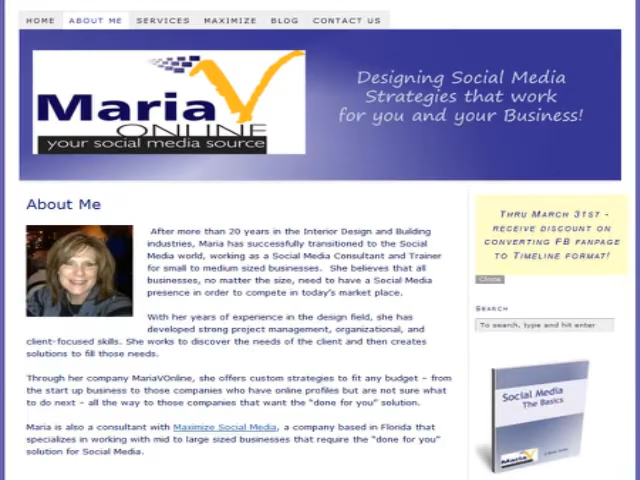 HOME ABOUT ME SERVICES MAXIMIZE BLOG CONTACT US
MariaV
ONLINE
your social media source
Designing Social Media
Strategies that work
for you and your Business!
About Me
After more than 20 years in the Interior Design and Building
industries, Maria has successfully transitioned to the Social
Media world, working as a Social Media Consultant and Trainer
for small to medium sized businesses. She believes that all
businesses, no matter the size, need to have a Social Media
presence in order to compete in today's market place.
With her years of experience in the design field, she has
developed strong project management, organizational, and
client-focused skills. She works to discover the needs of the client and then creates
solutions to fill those needs.
Through her company MariaVOnline, she offers custom strategies to fit any budget – from
the start up business to those companies who have online profiles but are not sure what
to do next – all the way to those companies that want the "done for you" solution.
Maria is also a consultant with Maximize Social Media, a company based in Florida that
specializes in working with mid to large sized businesses that require the "done for you"
solution for Social Media.
THRU MARCH 31ST -
RECEIVE DISCOUNT ON
CONVERTING FB FANPAGE
TO TIMELINE FORMAT!
Close
SEARCH
To search, type and hit enter
Social Media
The Basics
MariaV